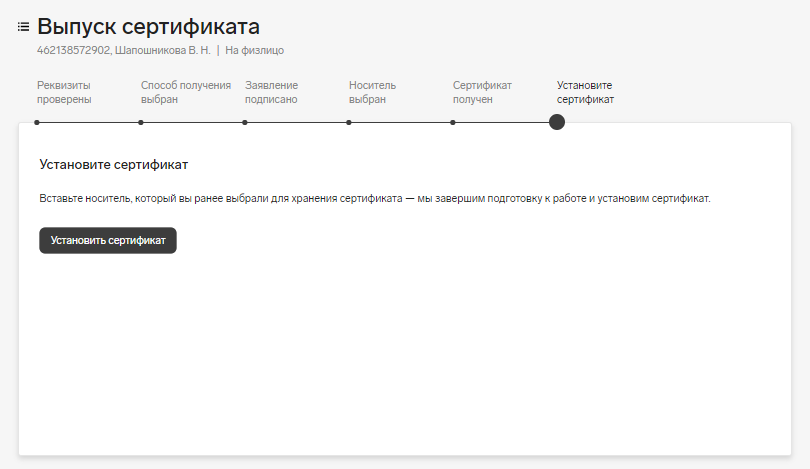 Выпуск сертификата
462138572902, Шапошникова В. Н. | На физлицо
Реквизиты проверены
Способ получения выбран
Заявление подписано
Носитель выбран
Сертификат получен
Установите сертификат
Установите сертификат
Вставьте носитель, который вы ранее выбрали для хранения сертификата — мы завершим подготовку к работе и установим сертификат.
Установить сертификат